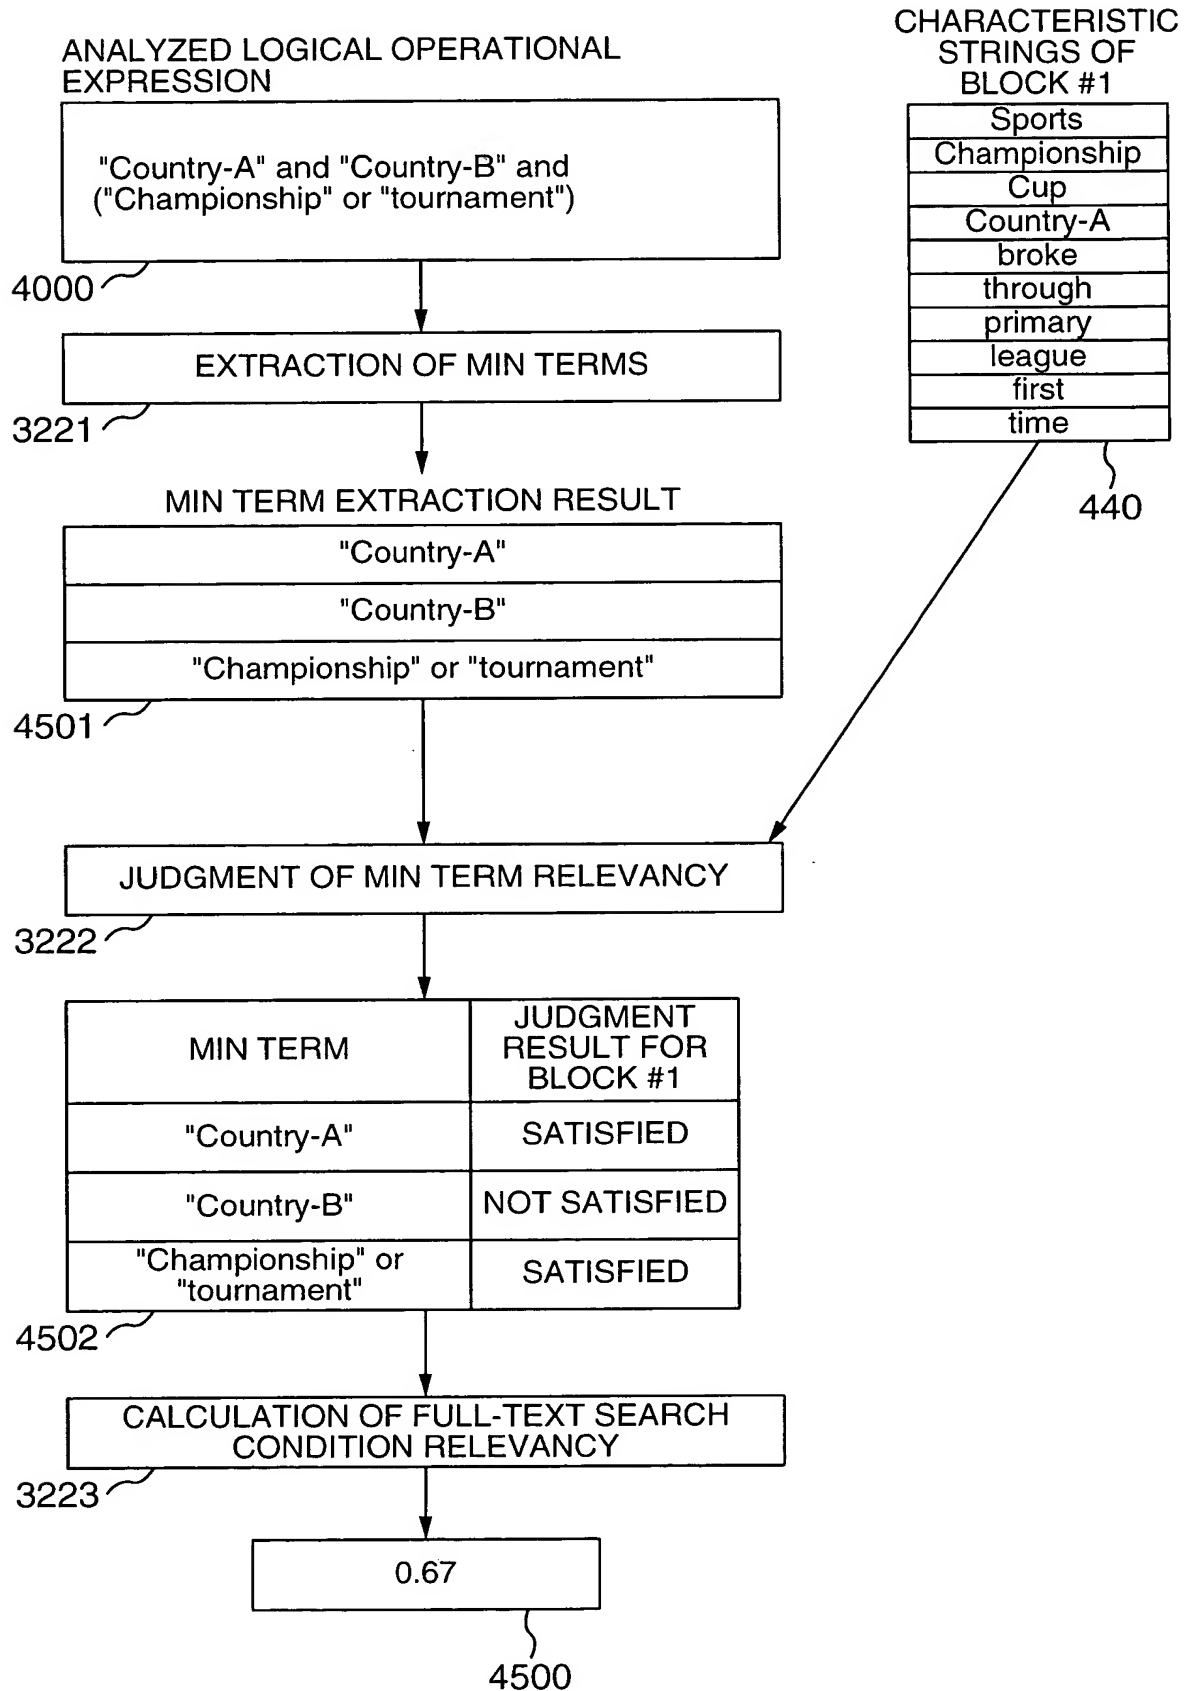 ANALYZED LOGICAL OPERATIONAL
EXPRESSION
"Country-A" and "Country-B" and
("Championship" or "tournament")
4000
CHARACTERISTIC
STRINGS OF
BLOCK #1
Sports
Championship
Cup
Country-A
broke
through
primary
league
first
time
440
EXTRACTION OF MIN TERMS
3221
MIN TERM EXTRACTION RESULT
"Country-A"
"Country-B"
"Championship" or "tournament"
4501
JUDGMENT OF MIN TERM RELEVANCY
3222
MIN TERM
JUDGMENT
RESULT FOR
BLOCK #1
"Country-A"
SATISFIED
"Country-B"
NOT SATISFIED
"Championship" or
"tournament"
SATISFIED
4502
CALCULATION OF FULL-TEXT SEARCH
CONDITION RELEVANCY
3223
0.67
4500